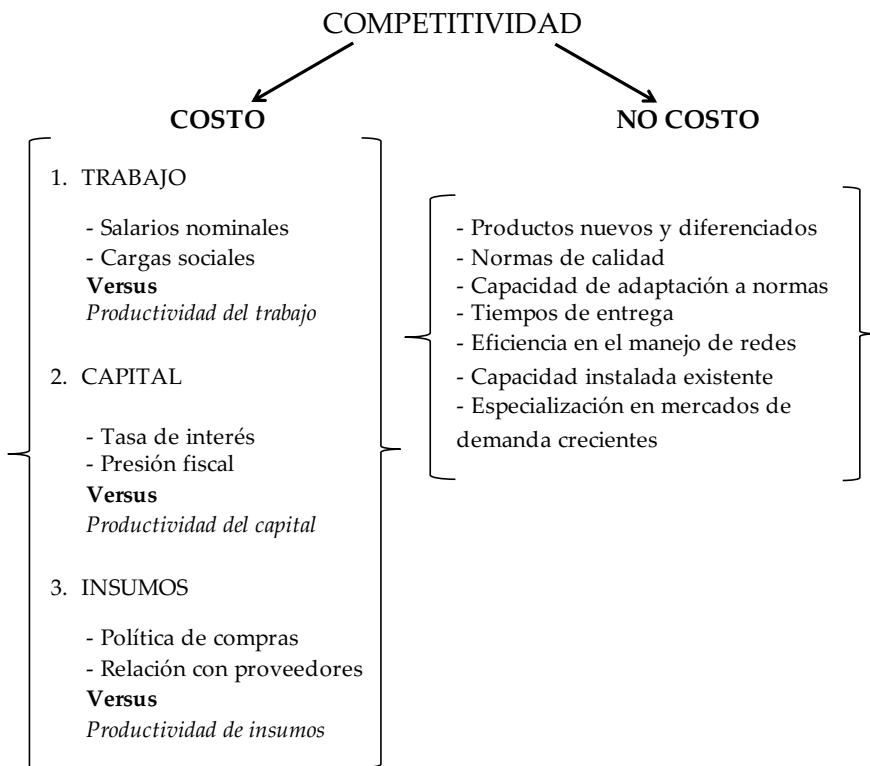 COMPETITIVIDAD
COSTO
1. TRABAJO
- Salarios nominales
- Cargas sociales
Versus
Productividad del trabajo
2. CAPITAL
- Tasa de interés
- Presión fiscal
Versus
Productividad del capital
3. INSUMOS
- Política de compras
- Relación con proveedores
Versus
Productividad de insumos
NO COSTO
- Productos nuevos y diferenciados
- Normas de calidad
- Capacidad de adaptación a normas
- Tiempos de entrega
- Eficiencia en el manejo de redes
- Capacidad instalada existente
- Especialización en mercados de
demanda crecientes